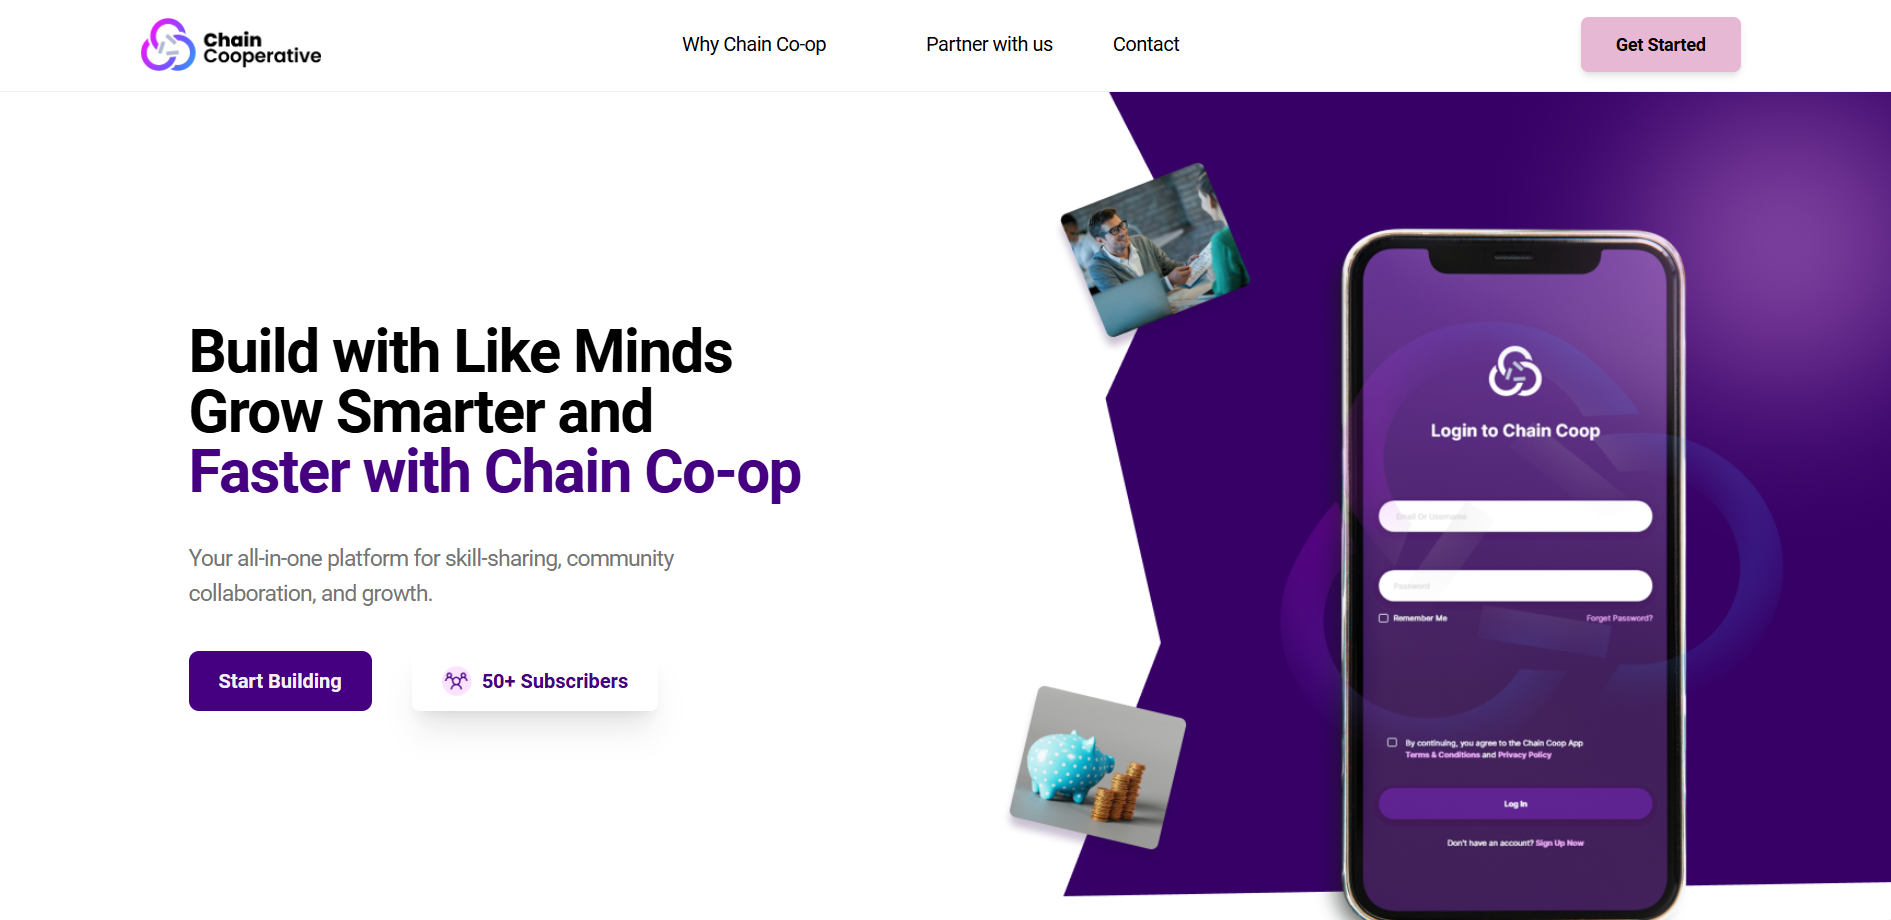 Chain
Cooperative
Why Chain Co-op
Partner with us
Contact
Get Started
Build with Like Minds
Grow Smarter and
Faster with Chain Co-op
Your all-in-one platform for skill-sharing, community
collaboration, and growth.
Start Building
50+ Subscribers
Login to Chain Coop
Email Or Username
Password
Remember Me
Forget Password?
By continuing, you agree to the Chain Coop App
Terms & Conditions and Privacy Policy
Log In
Don't have an account? Sign Up Now